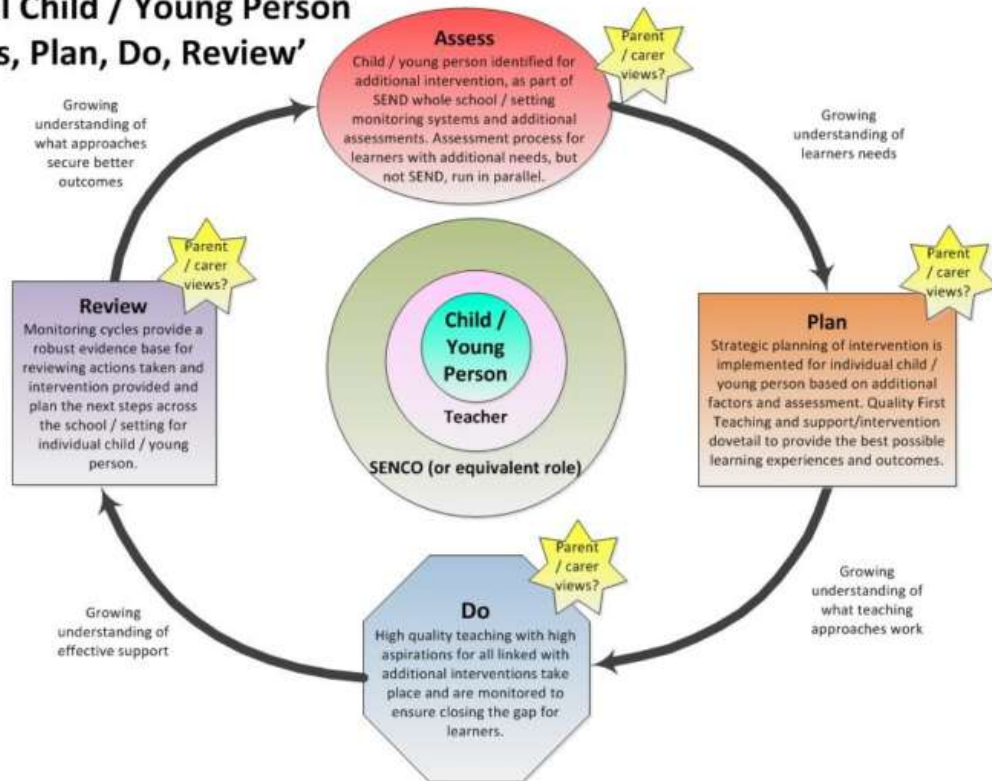 l Child / Young Person
s, Plan, Do, Review’
Assess
Child / young person identified for
additional intervention, as part of
SEND whole school / setting
monitoring systems and additional
assessments. Assessment process for
learners with additional needs, but
not SEND, run in parallel.
Parent
/ carer
views?
Growing
understanding of
what approaches
secure better
outcomes
Growing
understanding of
learners needs
Parent
/ carer
views?
Review
Monitoring cycles provide a
robust evidence base for
reviewing actions taken and
intervention provided and
plan the next steps across
the school / setting for
individual child / young
person.
Child /
Young
Person
Teacher
SENCO (or equivalent role)
Parent
/ carer
views?
Plan
Strategic planning of intervention is
implemented for individual child /
young person based on additional
factors and assessment. Quality First
Teaching and support/intervention
dovetail to provide the best possible
learning experiences and outcomes.
Parent
/ carer
views?
Do
High quality teaching with high
aspirations for all linked with
additional interventions take
place and are monitored to
ensure closing the gap for
learners.
Growing
understanding of
effective support
Growing
understanding of
what teaching
approaches work